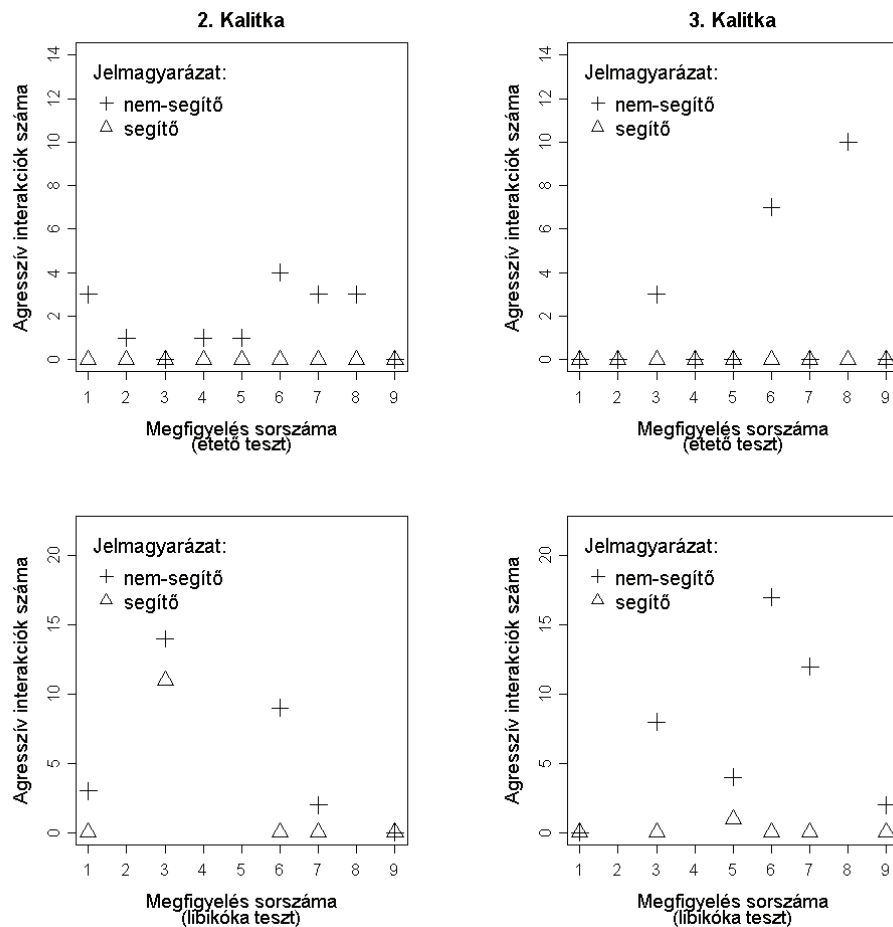 2. Kalitka
Agresszív interakciók száma
14
12
10
8
6
4
2
0
Jelmagyarázat:
nem-segítő
segítő
1 2 3 4 5 6 7 8 9
Megfigyelés sorszáma
(etető teszt)
3. Kalitka
Agresszív interakciók száma
14
12
10
8
6
4
2
0
Jelmagyarázat:
nem-segítő
segítő
1 2 3 4 5 6 7 8 9
Megfigyelés sorszáma
(etető teszt)
Agresszív interakciók száma
20
15
10
5
0
Jelmagyarázat:
nem-segítő
segítő
1 2 3 4 5 6 7 8 9
Megfigyelés sorszáma
(libikóka teszt)
Agresszív interakciók száma
20
15
10
5
0
Jelmagyarázat:
nem-segítő
segítő
1 2 3 4 5 6 7 8 9
Megfigyelés sorszáma
(libikóka teszt)